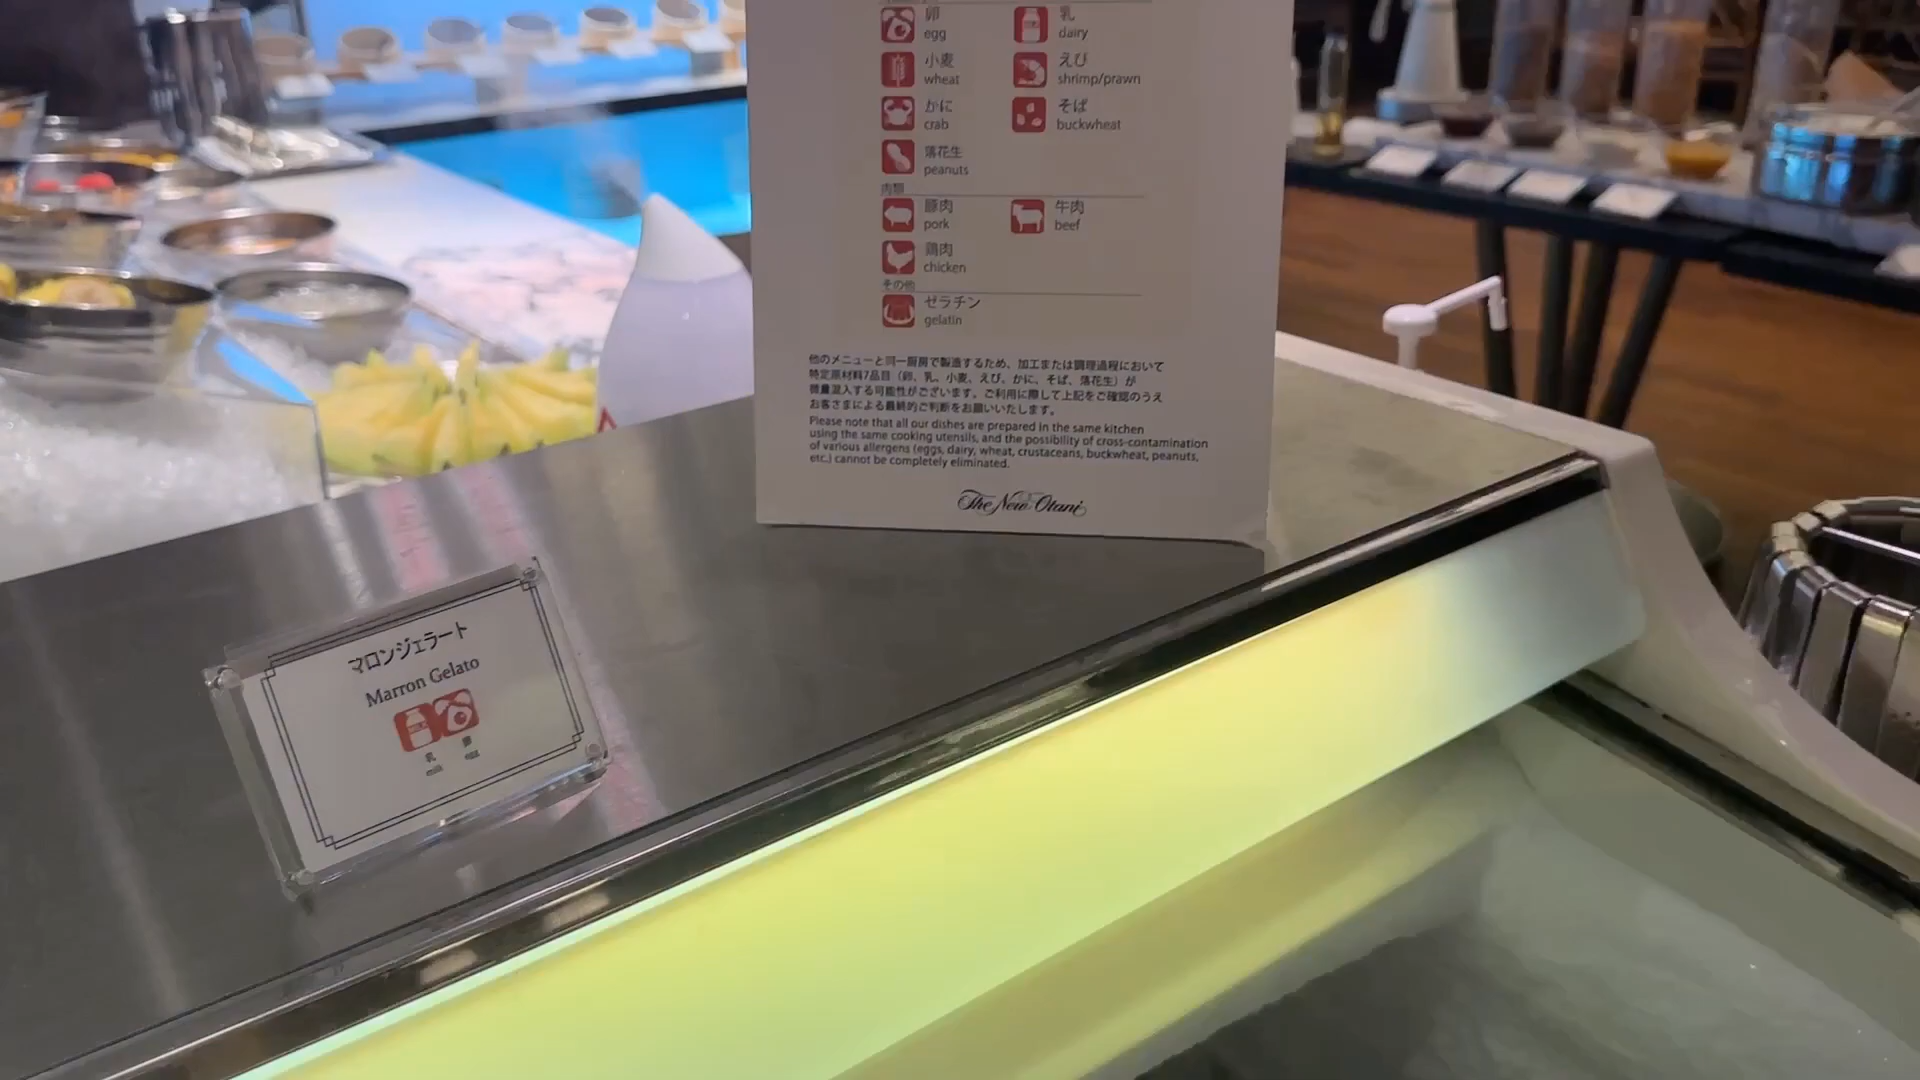 卵
egg
乳
dairy
小麦
wheat
えび
shrimp/prawn
かに
crab
そば
buckwheat
落花生
peanuts
肉類
豚肉
pork
牛肉
beef
鶏肉
chicken
その他
ゼラチン
gelatin
他のメニューと同一厨房で製造するため、加工または調理過程において
特定原材料7品目（卵、乳、小麦、えび、かに、そば、落花生）が
微量混入する可能性がございます。ご利用に際して上記をご確認のうえ
お客さまによる最終的ご判断をお願いいたします。
Please note that all our dishes are prepared in the same kitchen
using the same cooking utensils, and the possibility of cross-contamination
of various allergens (eggs, dairy, wheat, crustaceans, buckwheat, peanuts,
etc.) cannot be completely eliminated.
The New Otani
マロンジェラート
Marron Gelato
乳 卵
milk egg